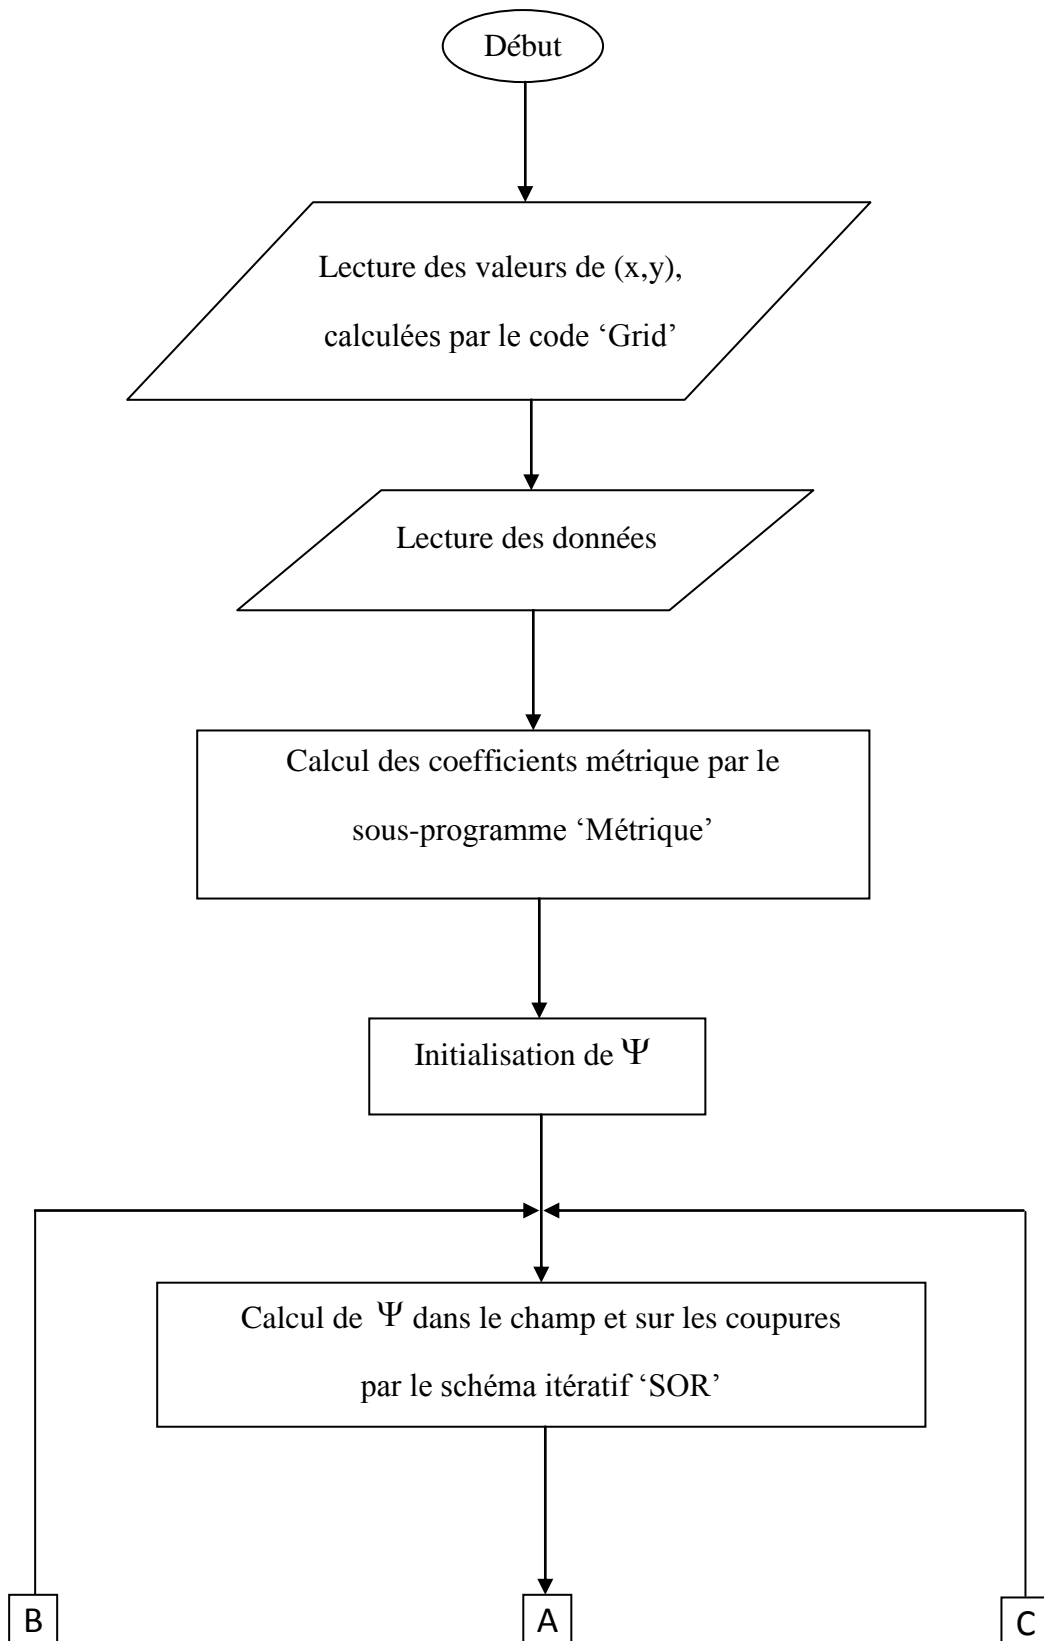 Début
Lecture des valeurs de (x,y),
calculées par le code ‘Grid’
Lecture des données
Calcul des coefficients métrique par le
sous-programme ‘Métrique’
Initialisation de Ψ
Calcul de Ψ dans le champ et sur les coupures
par le schéma itératif ‘SOR’
B A C